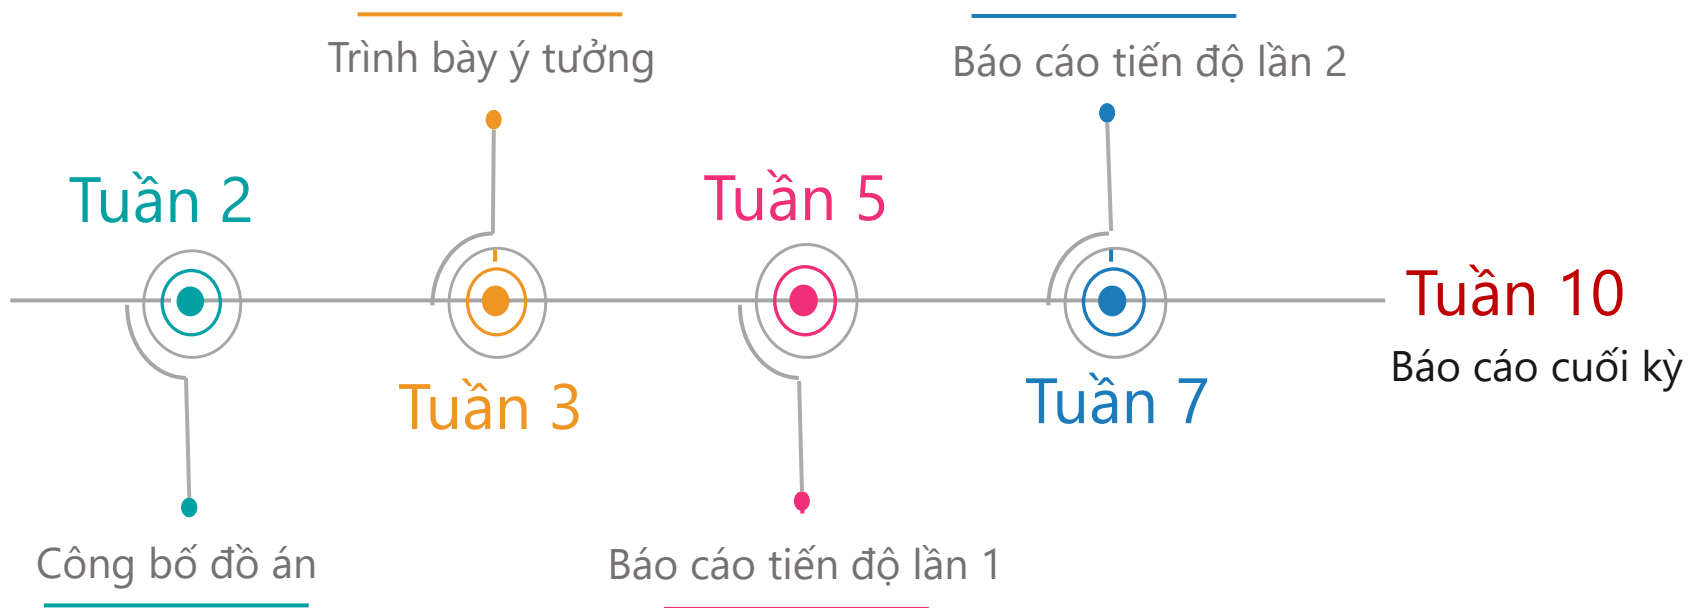 Trình bày ý tưởng
Báo cáo tiến độ lần 2
Tuần 2
Tuần 5
Tuần 10
Báo cáo cuối kỳ
Tuần 3
Tuần 7
Công bố đồ án
Báo cáo tiến độ lần 1